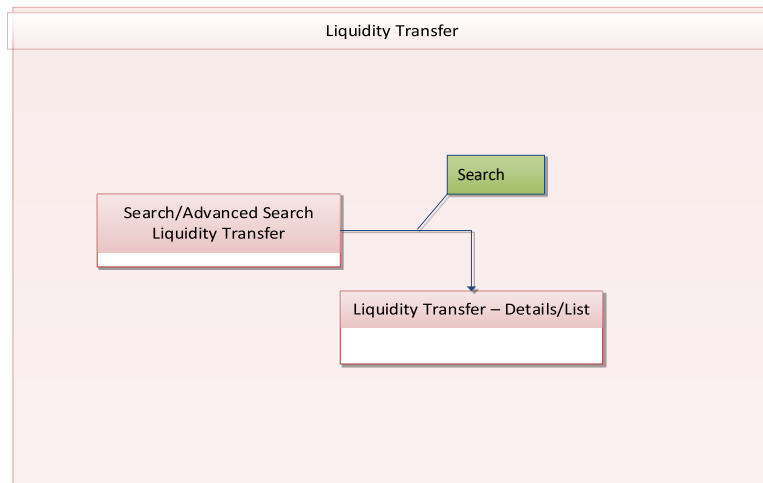 Liquidity Transfer
Search
Search/Advanced Search
Liquidity Transfer
Liquidity Transfer – Details/List